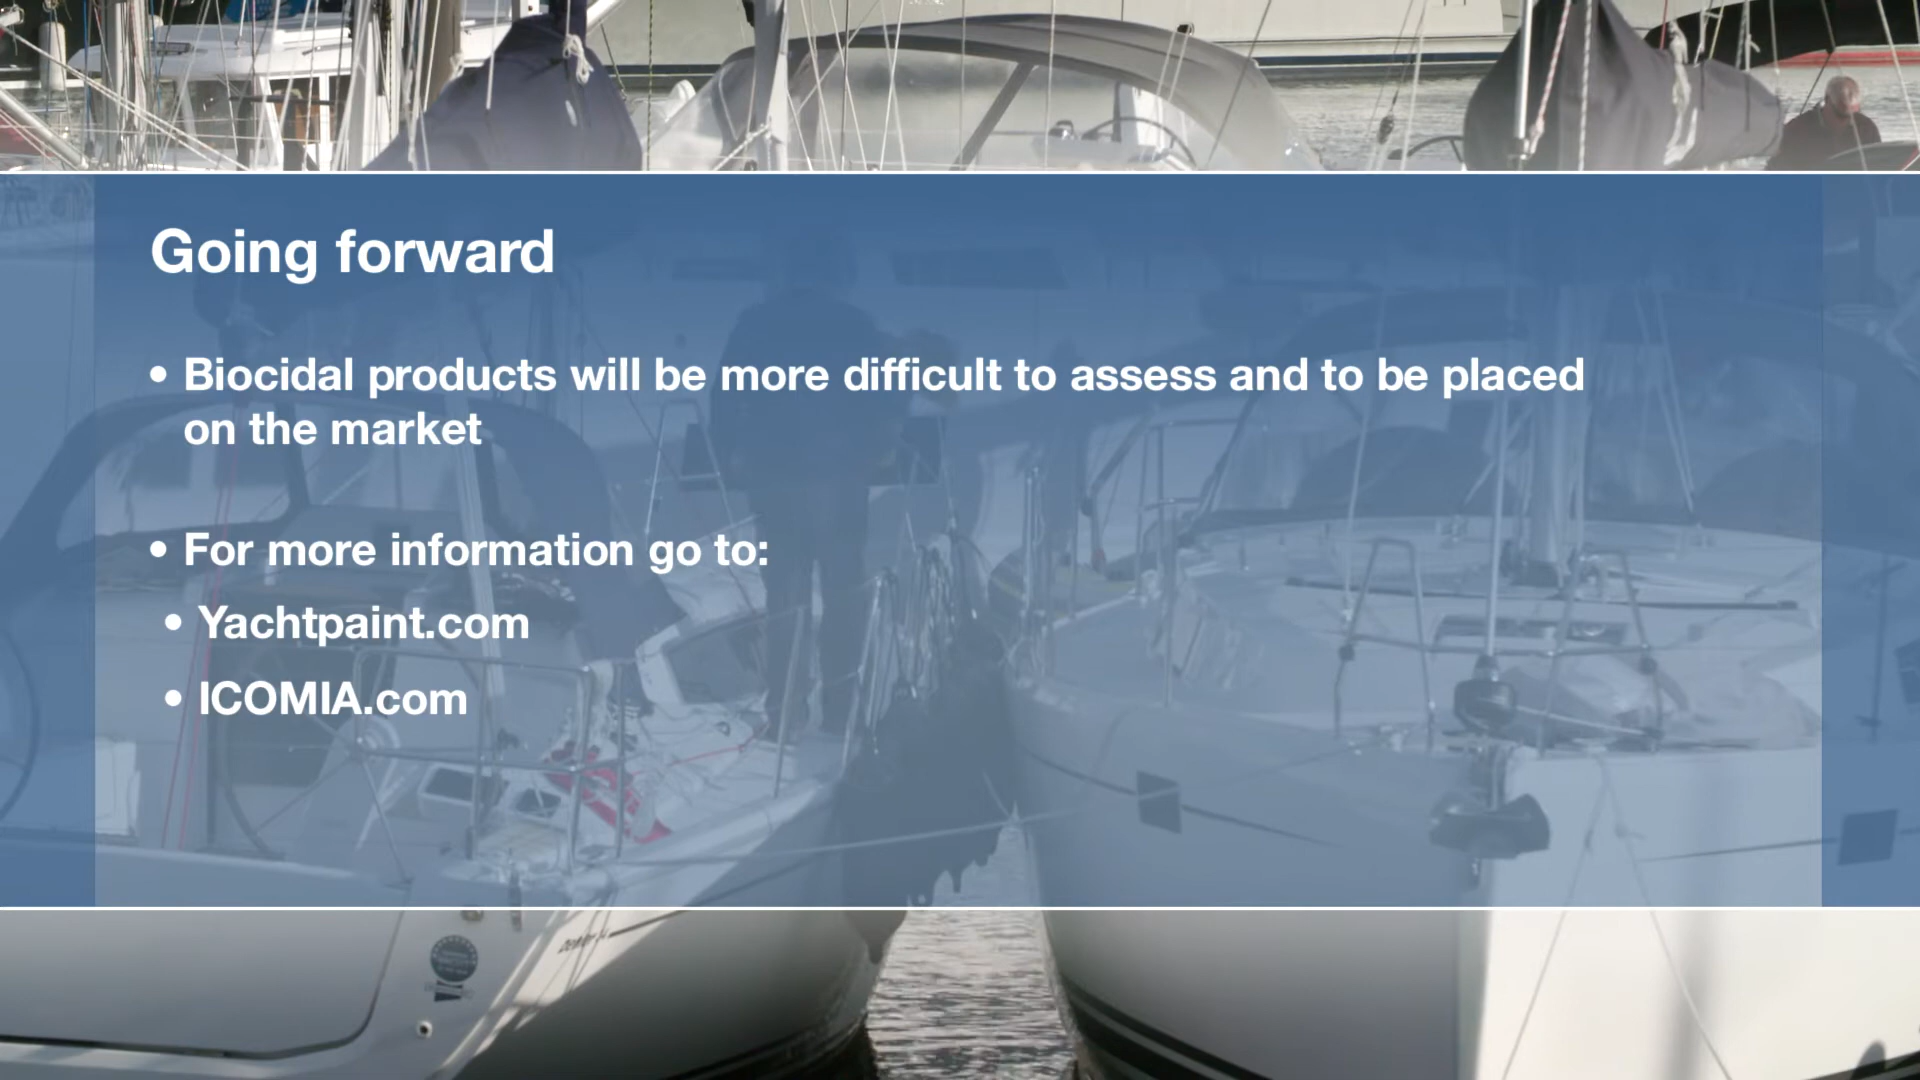 Going forward
• Biocidal products will be more difficult to assess and to be placed
on the market
• For more information go to:
• Yachtpaint.com
• ICOMIA.com